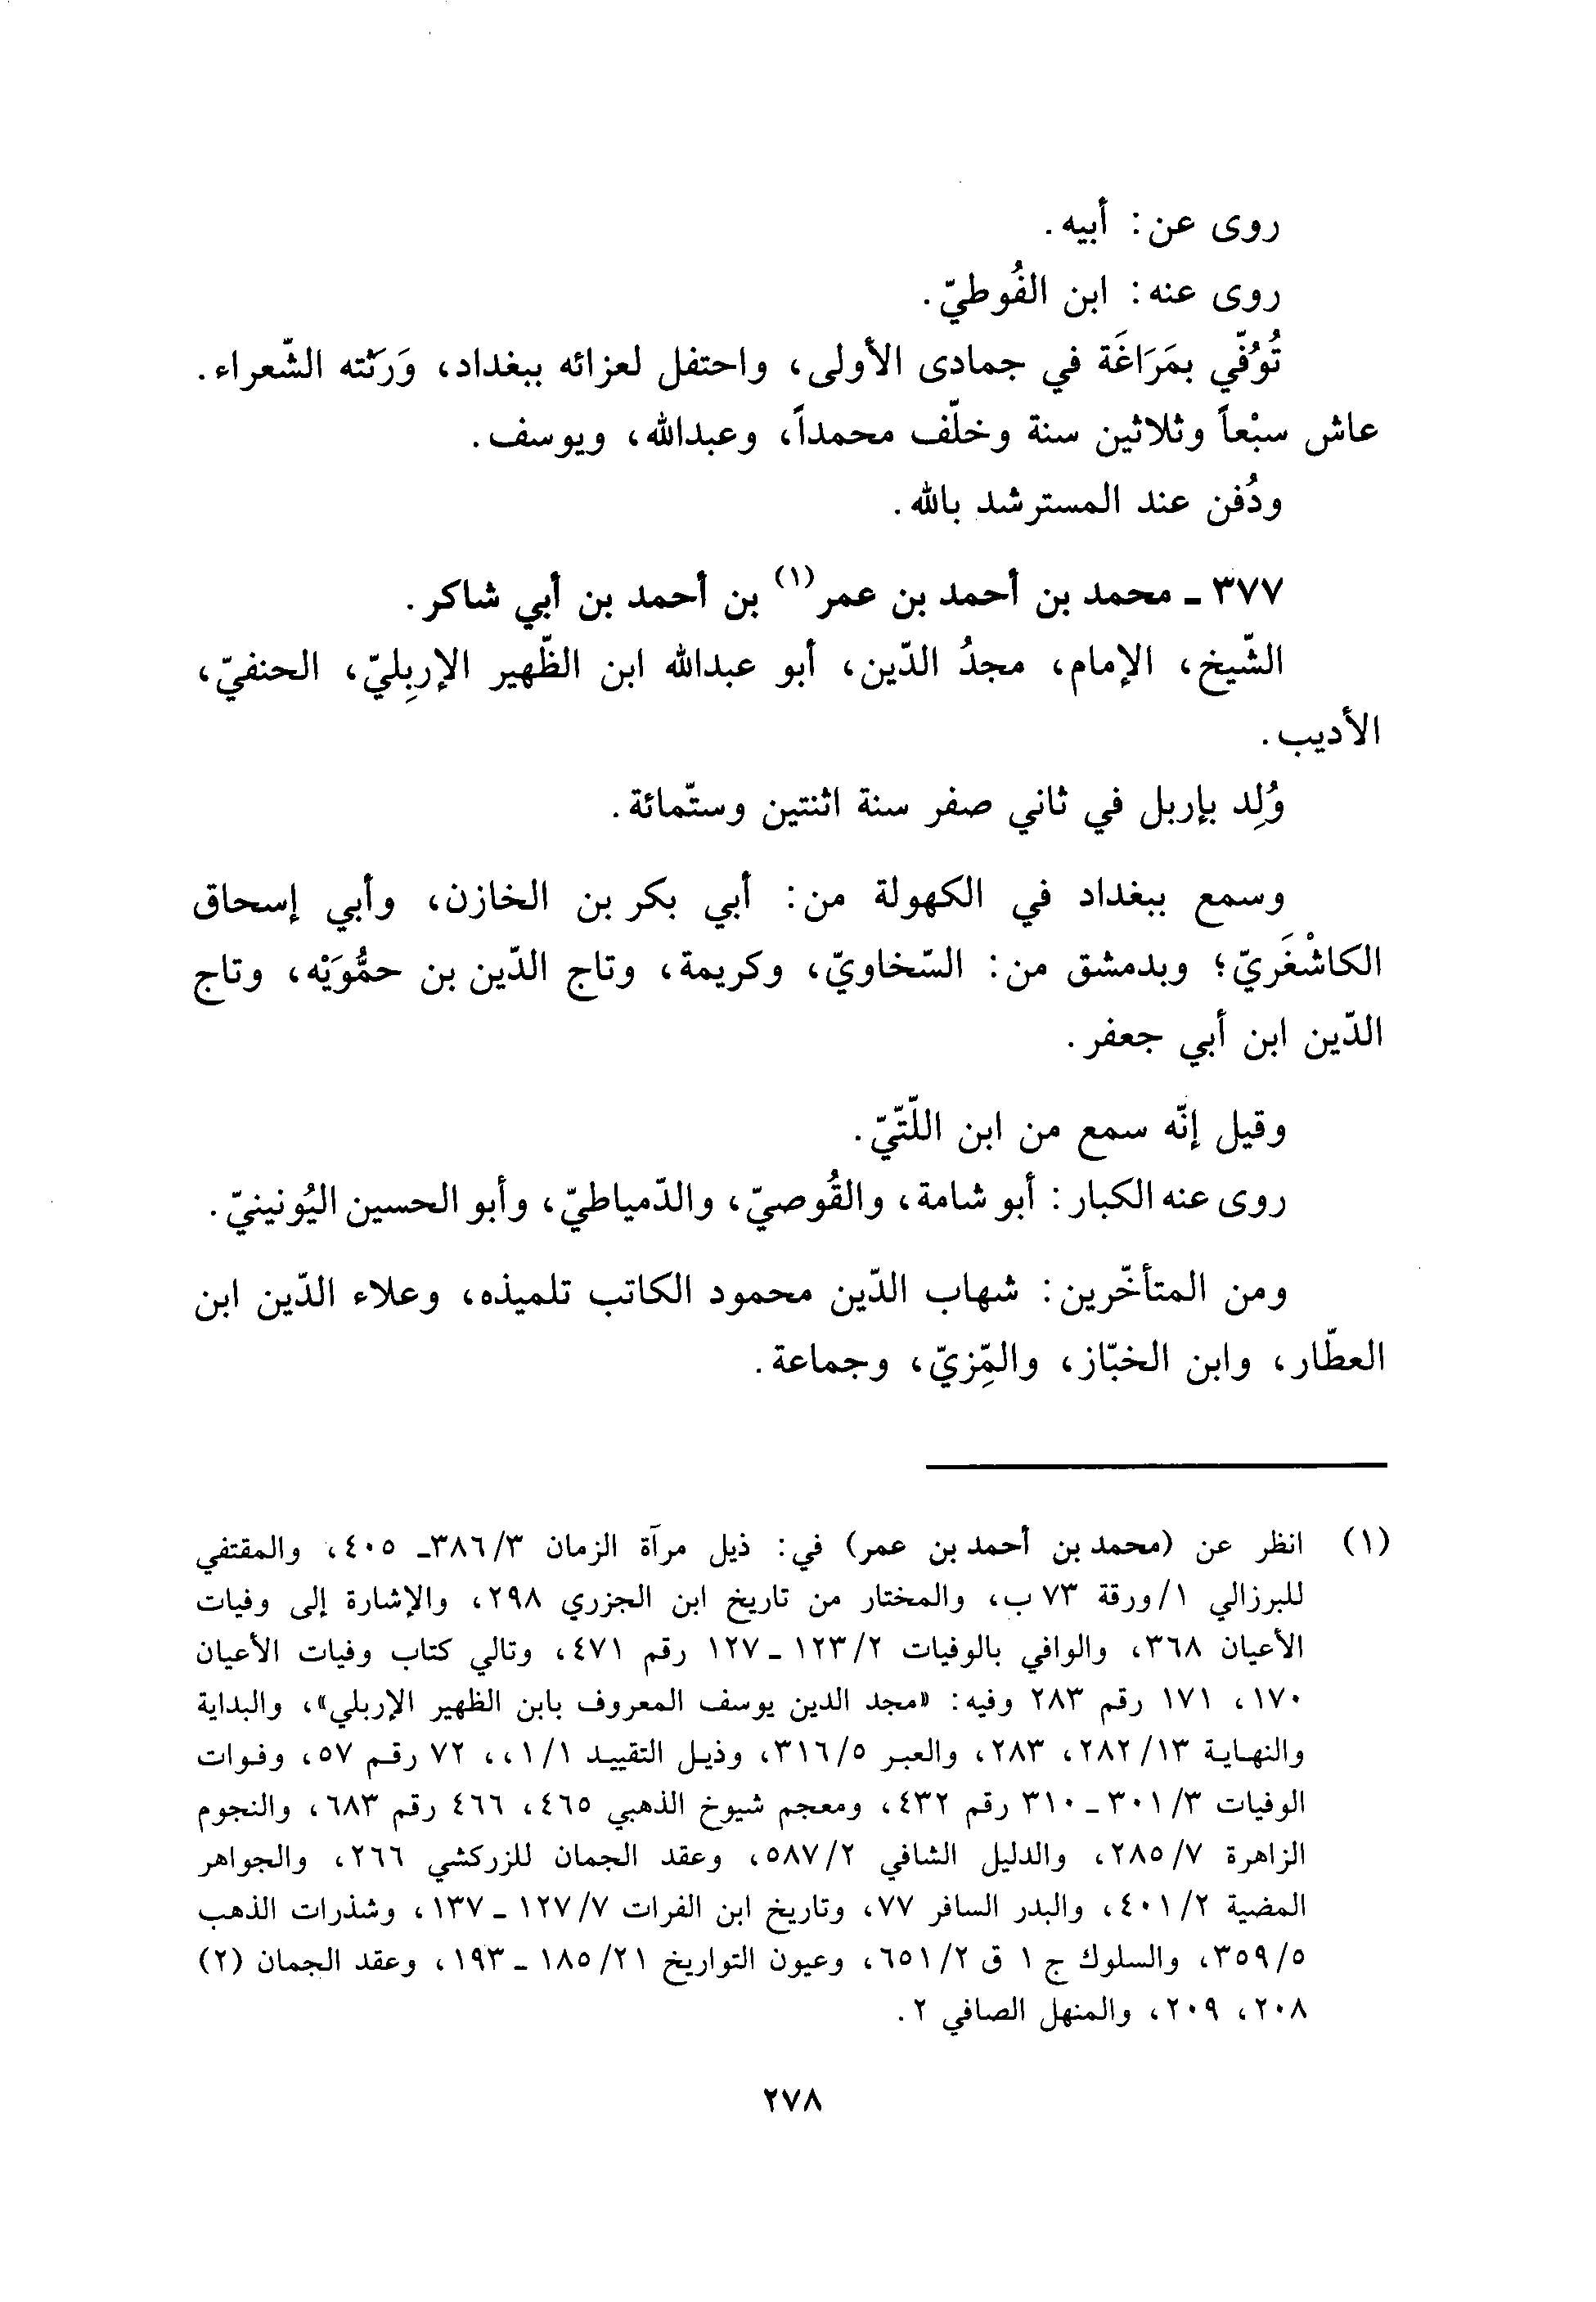 روى عن: أبيه.
روى عنه: ابن الفُوطيّ.
تُوُفّي بمَرَاغَة في جمادى الأولى، واحتفل لعزائه ببغداد، وَرَثته الشّعراء.
عاش سبْعاً وثلاثين سنة وخلّف محمداً، وعبدالله، ويوسف.
ودُفن عند المسترشد بالله.
٣٧٧ ـ محمد بن أحمد بن عمر(١) بن أحمد بن أبي شاكر.
الشّيخ، الإمام، مجدُ الدّين، أبو عبدالله ابن الظّهير الإربِليّ، الحنفيّ،
الأديب.
وُلِد بإربل في ثاني صفر سنة اثنتين وستّمائة.
وسمع ببغداد في الكهولة من: أبي بكر بن الخازن، وأبي إسحاق
الكاشْغَريّ؛ وبدمشق من: السّخاويّ، وكريمة، وتاج الدّين بن حمُّوَيْه، وتاج
الدّين ابن أبي جعفر.
وقيل إنّه سمع من ابن اللّتّيّ.
روى عنه الكبار: أبو شامة، والقُوصيّ، والدّمياطيّ، وأبو الحسين اليُونينيّ.
ومن المتأخّرين: شهاب الدّين محمود الكاتب تلميذه، وعلاء الدّين ابن
العطّار، وابن الخبّاز، والمِّزيّ، وجماعة.
(١) انظر عن (محمد بن أحمد بن عمر) في: ذيل مرآة الزمان ٣/٣٨٦ـ ٤٠٥، والمقتفي
للبرزالي ١/ورقة ٧٣ ب، والمختار من تاريخ ابن الجزري ٢٩٨، والإشارة إلى وفيات
الأعيان ٣٦٨، والوافي بالوفيات ٢/١٢٣ ـ ١٢٧ رقم ٤٧١، وتالي كتاب وفيات الأعيان
١٧٠، ١٧١ رقم ٢٨٣ وفيه: «مجد الدين يوسف المعروف بابن الظهير الإربلي»، والبداية
والنهاية ١٣/٢٨٢، ٢٨٣، والعبر ٥/٣١٦، وذيل التقييد ١/١،، ٧٢ رقم ٥٧، وفوات
الوفيات ٣/٣٠١ ـ ٣١٠ رقم ٤٣٢، ومعجم شيوخ الذهبي ٤٦٥، ٤٦٦ رقم ٦٨٣، والنجوم
الزاهرة ٧/٢٨٥، والدليل الشافي ٢/٥٨٧، وعقد الجمان للزركشي ٢٦٦، والجواهر
المضية ٢/٤٠١، والبدر السافر ٧٧، وتاريخ ابن الفرات ٧/١٢٧ ـ ١٣٧، وشذرات الذهب
٥/٣٥٩، والسلوك ج ١ ق ٢/٦٥١، وعيون التواريخ ٢١/١٨٥ ـ ١٩٣، وعقد الجمان (٢)
٢٠٨، ٢٠٩، والمنهل الصافي ٢.
٢٧٨